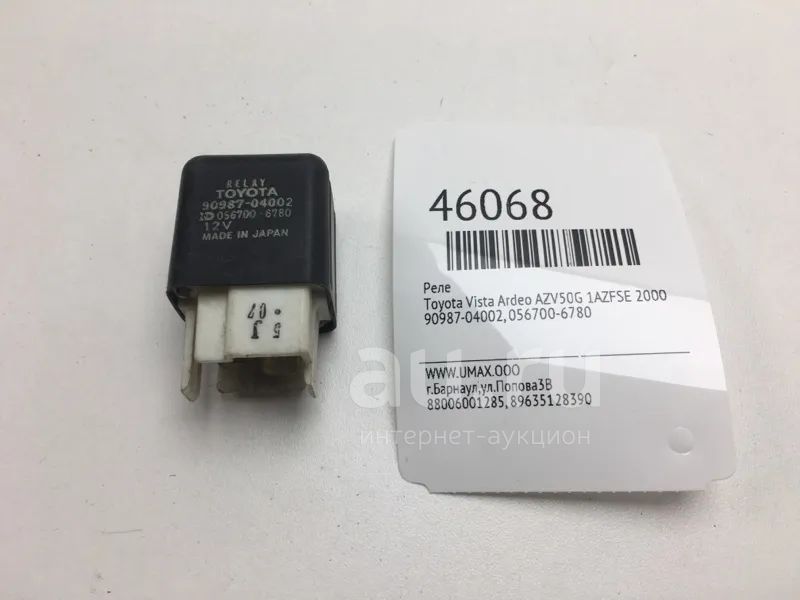 RELAY
TOYOTA
90987-04002
056700-6780
12V
MADE IN JAPAN
5
J
07
46068
Реле
Toyota Vista Ardeo AZV50G 1AZFSE 2000
90987-04002,056700-6780
WWW.UMAX.OOO
г.Барнаул,ул.Попова3В
88006001285,89635128390
au.ru
интернет-аукцион